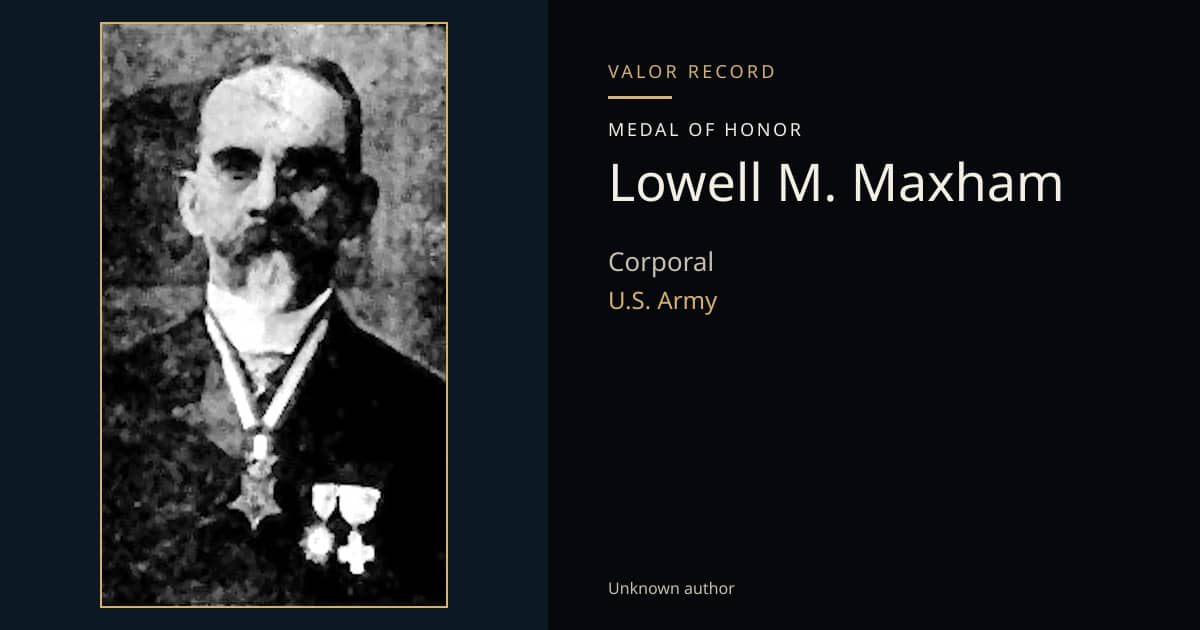 VALOR RECORD
MEDAL OF HONOR
Lowell M. Maxham
Corporal
U.S. Army
Unknown author